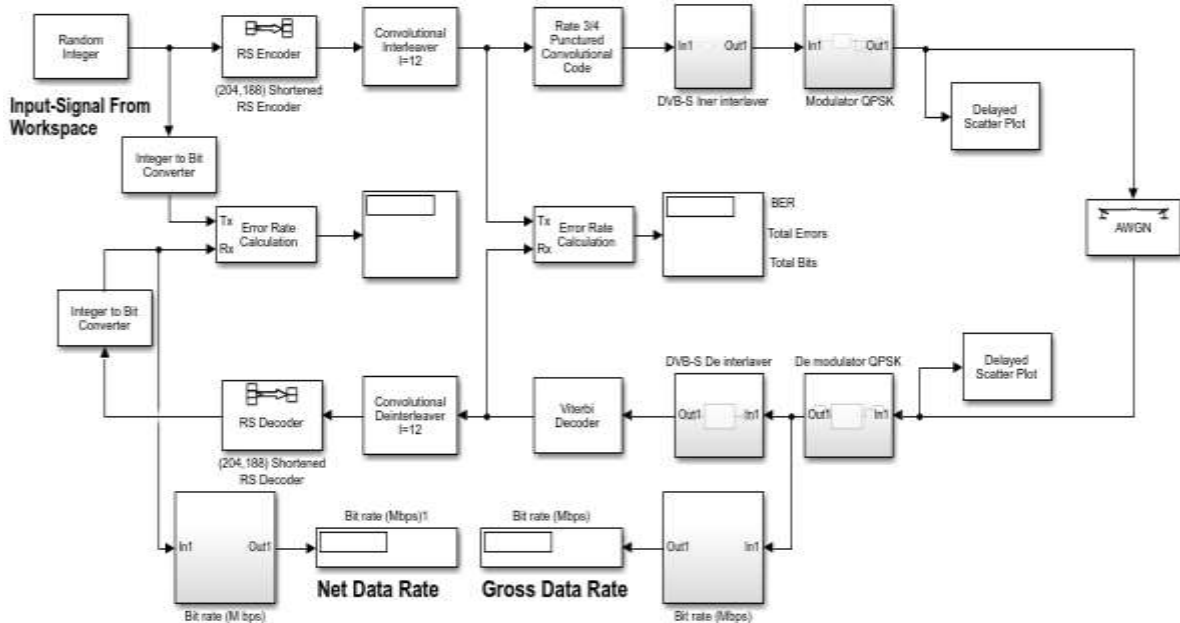 Random
Integer
RS Encoder
(204,188) Shortened
RS Encoder
Convolutional
Interleaver
I=12
Rate 3/4
Punctured
Convolutional
Code
In1
Out1
DVB-S Iner interlaver
In1
Out1
Modulator QPSK
Input-Signal From
Workspace
Delayed
Scatter Plot
Integer to Bit
Converter
Tx
Rx
Error Rate
Calculation
Tx
Rx
Error Rate
Calculation
BER
Total Errors
Total Bits
AWGN
Integer to Bit
Converter
RS Decoder
(204,188) Shortened
RS Decoder
Convolutional
Deinterleaver
I=12
Viterbi
Decoder
DVB-S De interlaver
Out1
In1
De modulator QPSK
Out1
In1
Delayed
Scatter Plot
In1
Out1
Bit rate (M bps)
Bit rate (Mbps)1
Net Data Rate
Bit rate (Mbps)
Gross Data Rate
Out1
In1
Bit rate (Mbps)